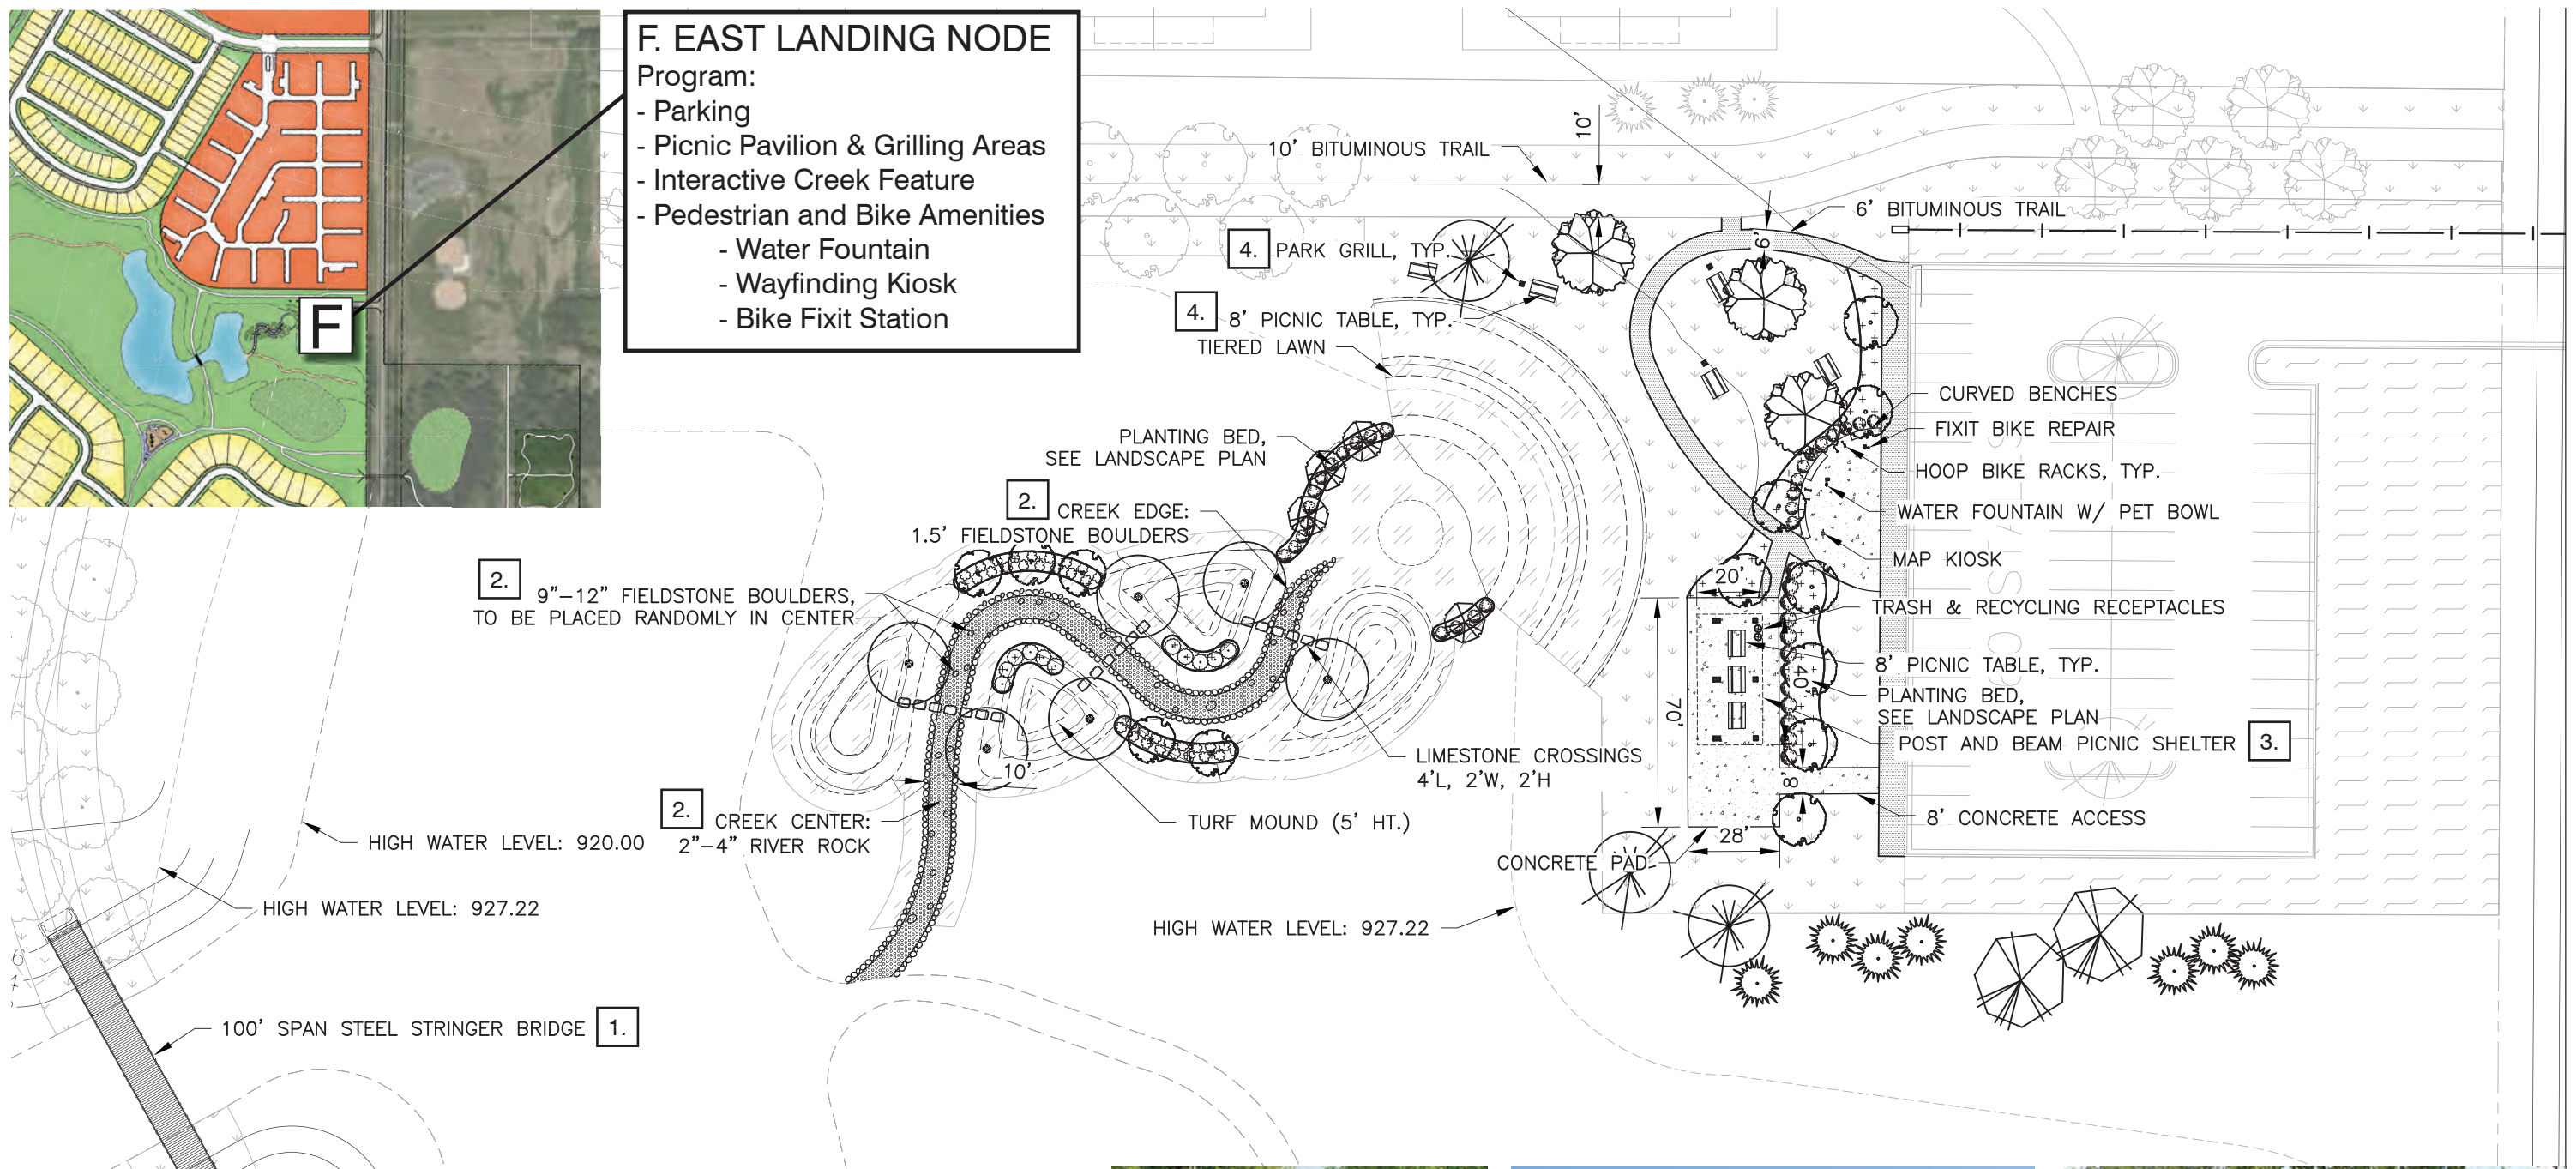 F. EAST LANDING NODE
Program:
- Parking
- Picnic Pavilion & Grilling Areas
- Interactive Creek Feature
- Pedestrian and Bike Amenities
- Water Fountain
- Wayfinding Kiosk
- Bike Fixit Station
F
10'
10' BITUMINOUS TRAIL
6' BITUMINOUS TRAIL
6'
4. PARK GRILL, TYP.
4. 8' PICNIC TABLE, TYP.
TIERED LAWN
PLANTING BED,
SEE LANDSCAPE PLAN
2. CREEK EDGE:
1.5' FIELDSTONE BOULDERS
2. 9"-12" FIELDSTONE BOULDERS,
TO BE PLACED RANDOMLY IN CENTER
CURVED BENCHES
FIXIT BIKE REPAIR
HOOP BIKE RACKS, TYP.
WATER FOUNTAIN W/ PET BOWL
MAP KIOSK
20'
TRASH & RECYCLING RECEPTACLES
8' PICNIC TABLE, TYP.
40'
PLANTING BED,
SEE LANDSCAPE PLAN
70'
POST AND BEAM PICNIC SHELTER 3.
LIMESTONE CROSSINGS
4'L, 2'W, 2'H
10'
8'
8' CONCRETE ACCESS
TURF MOUND (5' HT.)
2. CREEK CENTER:
2"-4" RIVER ROCK
28'
CONCRETE PAD
HIGH WATER LEVEL: 920.00
HIGH WATER LEVEL: 927.22
HIGH WATER LEVEL: 927.22
100' SPAN STEEL STRINGER BRIDGE 1.